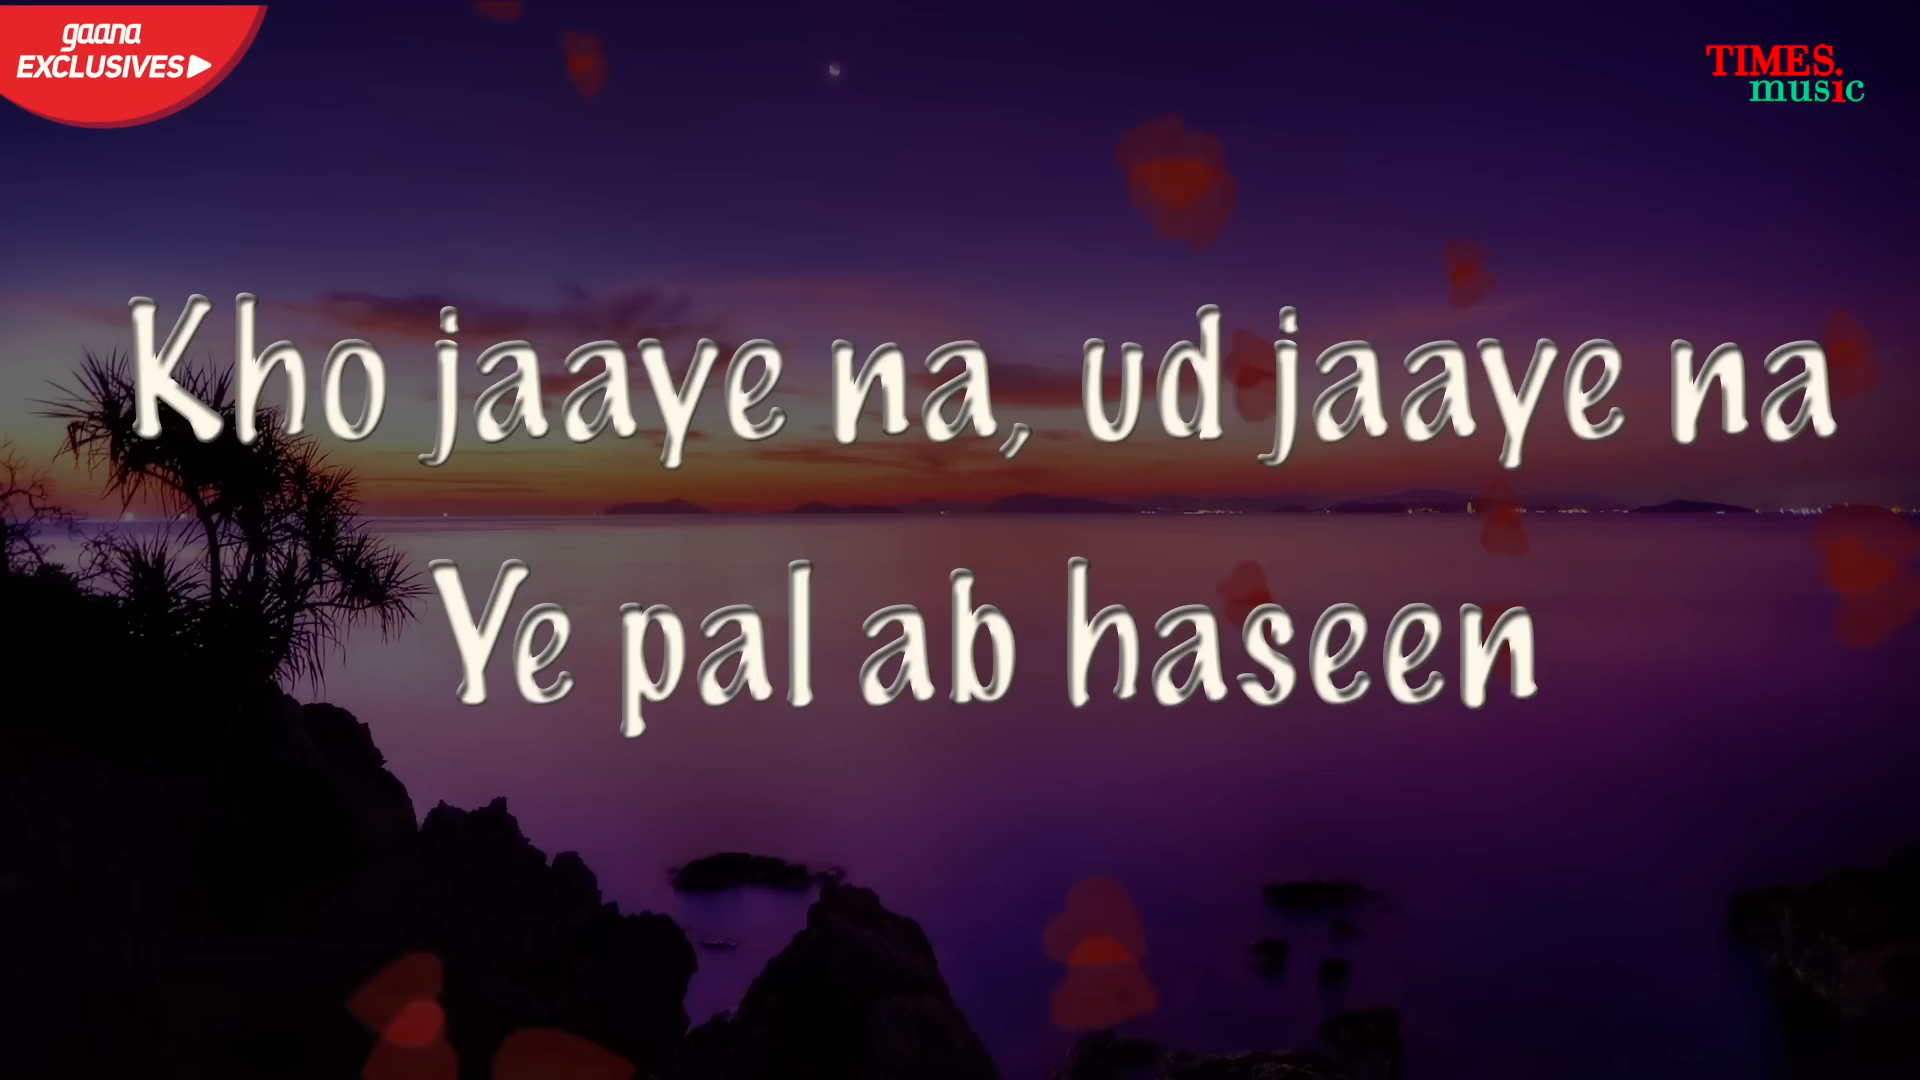 gaana
EXCLUSIVES
TIMES.
music
Kho jaaye na, ud jaaye na
Ye pal ab haseen